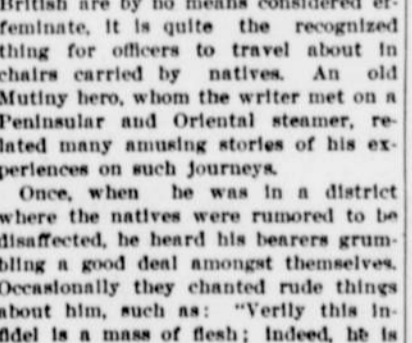 British are by no means considered ef-
feminate, it is quite the recognized
thing for officers to travel about in
chairs carried by natives. An old
Mutiny hero, whom the writer met on a
Peninsular and Oriental steamer, re-
lated many amusing stories of his ex-
periences on such journeys.
Once, when he was in a district
where the natives were rumored to be
disaffected, he heard his bearers grum-
bling a good deal amongst themselves.
Occasionally they chanted rude things
about him, such as: "Verily this in-
fidel is a mass of flesh; indeed, he is